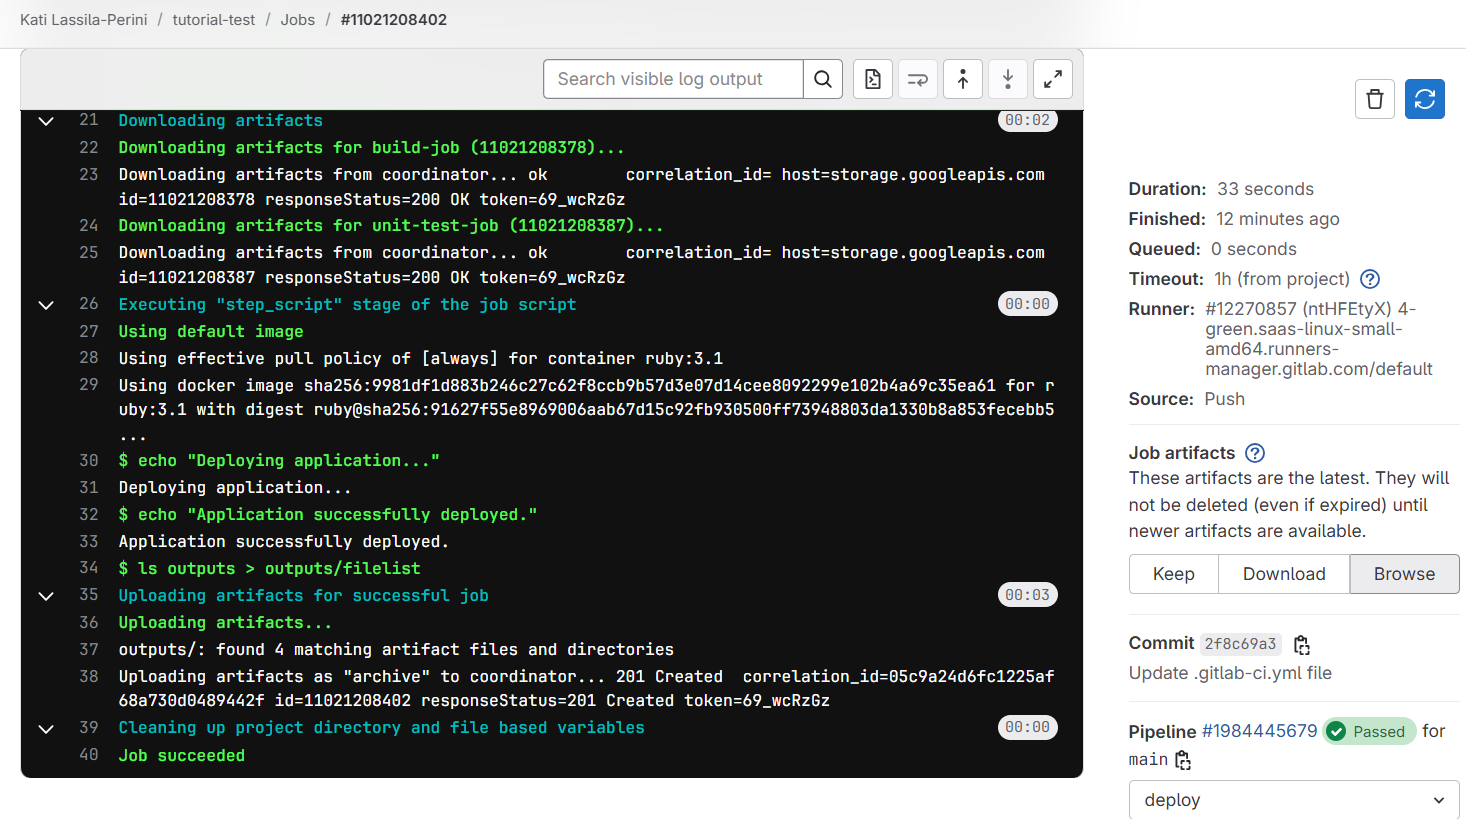 Kati Lassila-Perini / tutorial-test / Jobs / #11021208402
Search visible log output
21 Downloading artifacts 00:02
22 Downloading artifacts for build-job (11021208378)...
23 Downloading artifacts from coordinator... ok correlation_id= host=storage.googleapis.com
id=11021208378 responseStatus=200 OK token=69_wcRzGz
24 Downloading artifacts for unit-test-job (11021208387)...
25 Downloading artifacts from coordinator... ok correlation_id= host=storage.googleapis.com
id=11021208387 responseStatus=200 OK token=69_wcRzGz
26 Executing "step_script" stage of the job script 00:00
27 Using default image
28 Using effective pull policy of [always] for container ruby:3.1
29 Using docker image sha256:9981df1d883b246c27c62f8ccb9b57d3e07d14cee8092299e102b4a69c35ea61 for r
uby:3.1 with digest ruby@sha256:91627f55e8969006aab67d15c92fb930500ff73948803da1330b8a853fecebb5
...
30 $ echo "Deploying application..."
31 Deploying application...
32 $ echo "Application successfully deployed."
33 Application successfully deployed.
34 $ ls outputs > outputs/filelist
35 Uploading artifacts for successful job 00:03
36 Uploading artifacts...
37 outputs/: found 4 matching artifact files and directories
38 Uploading artifacts as "archive" to coordinator... 201 Created correlation_id=05c9a24d6fc1225af
68a730d0489442f id=11021208402 responseStatus=201 Created token=69_wcRzGz
39 Cleaning up project directory and file based variables 00:00
40 Job succeeded
Duration: 33 seconds
Finished: 12 minutes ago
Queued: 0 seconds
Timeout: 1h (from project)
Runner: #12270857 (ntHFEtyX) 4-
green.saas-linux-small-
amd64.runners-
manager.gitlab.com/default
Source: Push
Job artifacts
These artifacts are the latest. They will
not be deleted (even if expired) until
newer artifacts are available.
Keep Download Browse
Commit 2f8c69a3
Update .gitlab-ci.yml file
Pipeline #1984445679 Passed for
main
deploy